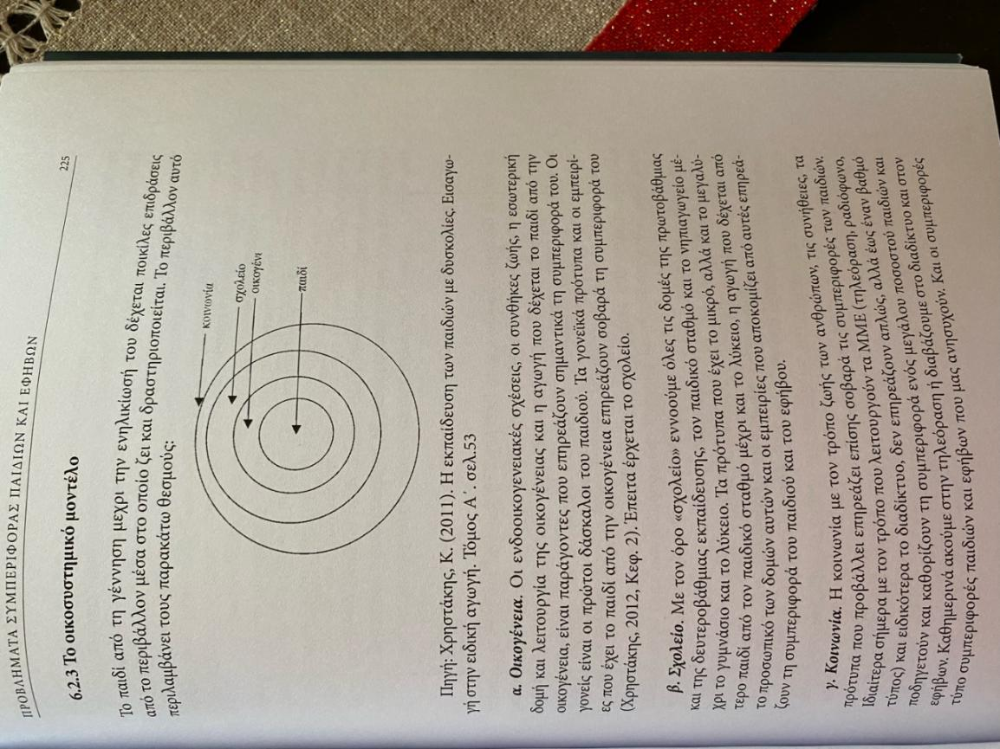 ΠΡΟΒΛΗΜΑΤΑ ΣΥΜΠΕΡΙΦΟΡΑΣ ΠΑΙΔΙΩΝ ΚΑΙ ΕΦΗΒΩΝ 225
6.2.3 Το οικοσυστημικό μοντέλο
Το παιδί από τη γέννηση μεχρι την ενηλικίωσή του δέχεται ποικίλες επιδράσεις
από το περιβάλλον μέσα στο οποίο ζει και δραστηριοποιείται. Το περιβάλλον αυτό
περιλαμβάνει τους παρακάτω θεσμούς:
κοινωνία
σχολείο
οικογένι
παιδί
Πηγή: Χρηστάκης, Κ. (2011). Η εκπαίδευση των παιδιών με δυσκολίες. Εισαγω-
γή στην ειδική αγωγή. Τόμος Α΄. σελ.53
α. Οικογένεια. Οι ενδοοικογενειακές σχέσεις, οι συνθήκες ζωής, η εσωτερική
δομή και λειτουργία της οικογένειας και η αγωγή που δέχεται το παιδί από την
οικογένεια, είναι παράγοντες που επηρεάζουν σημαντικά τη συμπεριφορά του. Οι
γονείς είναι οι πρώτοι δάσκαλοι του παιδιού. Τα γονεϊκά πρότυπα και οι εμπειρί-
ες που έχει το παιδί από την οικογένεια επηρεάζουν σοβαρά τη συμπεριφορά του
(Χρηστάκης, 2012, Κεφ. 2). Έπειτα έρχεται το σχολείο.
β. Σχολείο. Με τον όρο «σχολείο» εννοούμε όλες τις δομές της πρωτοβάθμιας
και της δευτεροβάθμιας εκπαίδευσης, τον παιδικό σταθμό και το νηπιαγωγείο μέ-
χρι το γυμνάσιο και το λύκειο. Τα πρότυπα που έχει το μικρό, αλλά και το μεγαλύ-
τερο παιδί από τον παιδικό σταθμό μέχρι και το λύκειο, η αγωγή που δέχεται από
το προσωπικό των δομών αυτών και οι εμπειρίες που αποκομίζει από αυτές επηρεά-
ζουν τη συμπεριφορά του παιδιού και του εφήβου.
γ. Κοινωνία. Η κοινωνία με τον τρόπο ζωής των ανθρώπων, τις συνήθειες, τα
πρότυπα που προβάλλει επηρεάζει επίσης σοβαρά τις συμπεριφορές των παιδιών.
Ιδιαίτερα σήμερα με τον τρόπο που λειτουργούν τα ΜΜΕ (τηλεόραση, ραδιόφωνο,
τύπος) και ειδικότερα το διαδίκτυο, δεν επηρεάζουν απλώς, αλλά έως έναν βαθμό
ποδηγετούν και καθορίζουν τη συμπεριφορά ενός μεγάλου ποσοστού παιδιών και
εφήβων. Καθημερινά ακούμε στην τηλεόραση ή διαβάζουμε στο διαδίκτυο και στον
τύπο συμπεριφορές παιδιών και εφήβων που μας ανησυχούν. Και οι συμπεριφορές